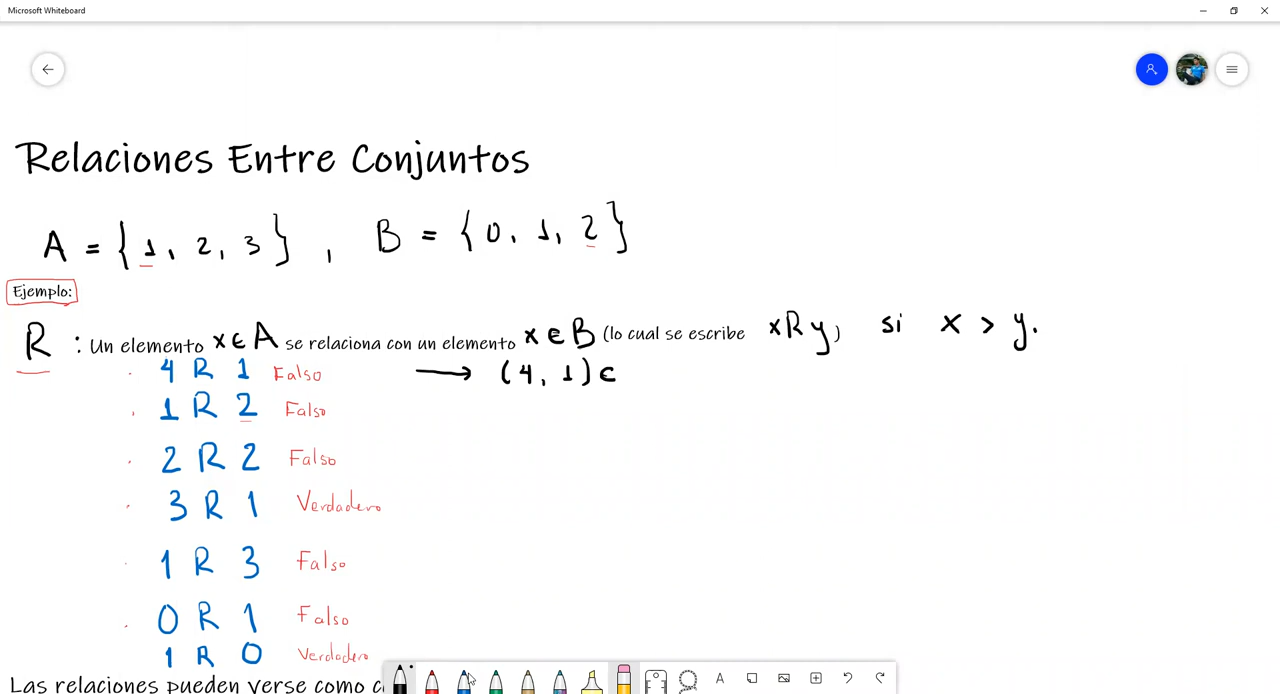 Microsoft Whiteboard
Relaciones Entre Conjuntos
A = {1, 2, 3}, B = {0, 1, 2}
Ejemplo:
R : Un elemento x ∈ A se relaciona con un elemento x ∈ B (lo cual se escribe x R y) si x > y.
4 R 1 Falso → (4, 1) ∈
1 R 2 Falso
2 R 2 Falso
3 R 1 Verdadero
1 R 3 Falso
0 R 1 Falso
1 R 0 Verdadero
Las relaciones pueden verse como